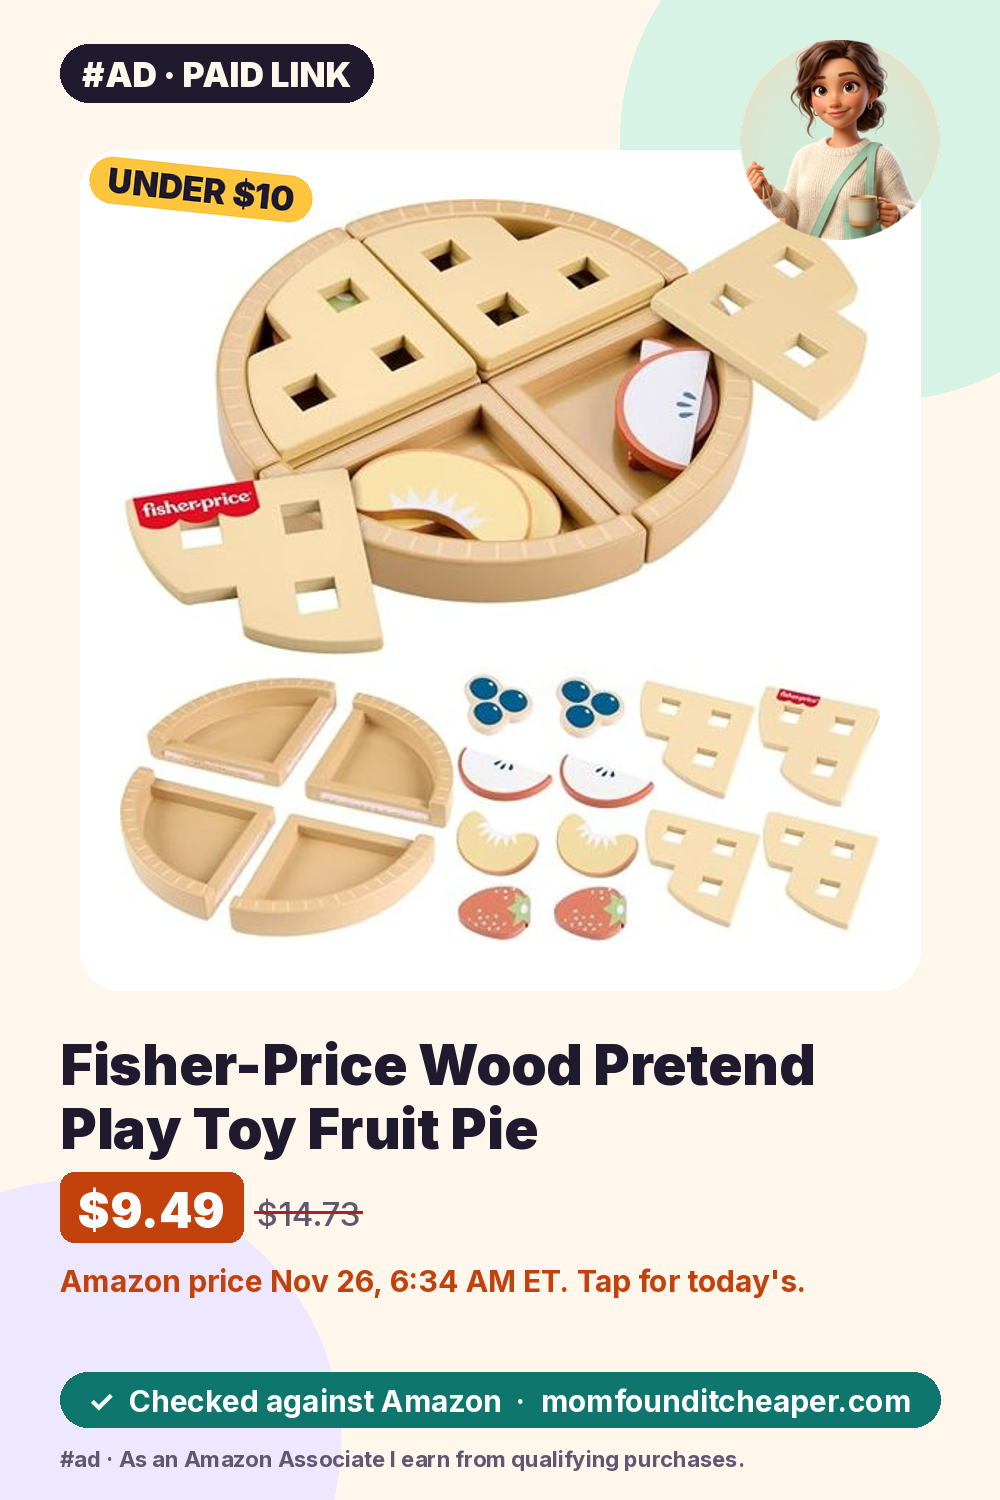 #AD · PAID LINK
UNDER $10
fisher-price
fisher-price
Fisher-Price Wood Pretend
Play Toy Fruit Pie
$9.49 $14.73
Amazon price Nov 26, 6:34 AM ET. Tap for today's.
✓ Checked against Amazon · momfounditcheaper.com
#ad · As an Amazon Associate I earn from qualifying purchases.